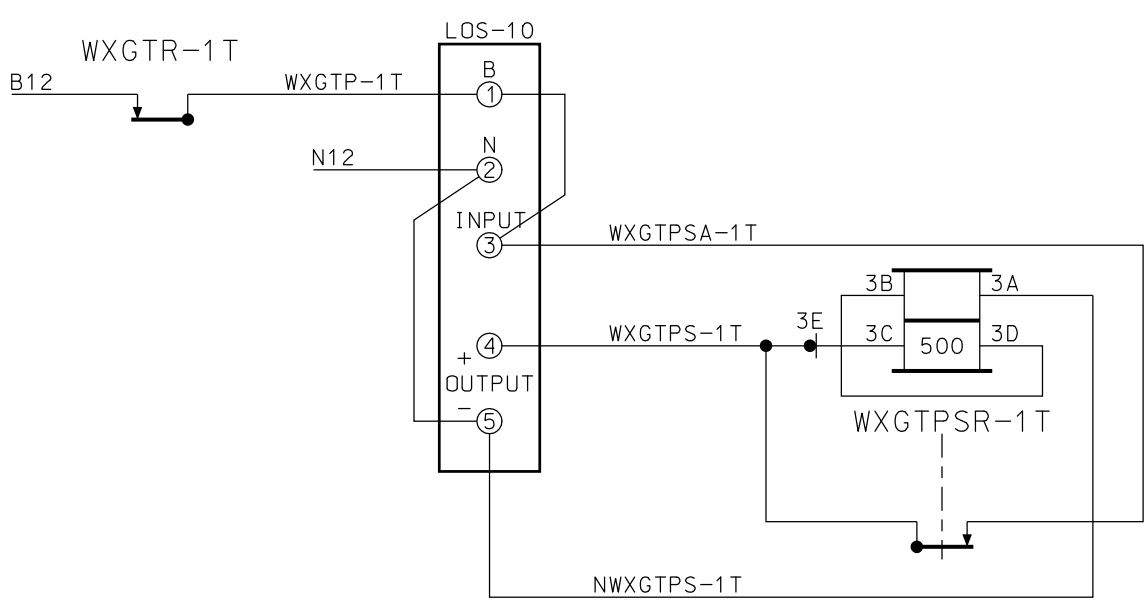 LOS-10
WXGTR-1T
B12
WXGTP-1T
B
1
N
N12
2
INPUT
3
WXGTPSA-1T
3B
3A
WXGTPS-1T
3E
3C
3D
4
500
+
OUTPUT
-
5
WXGTPSR-1T
NWXGTPS-1T